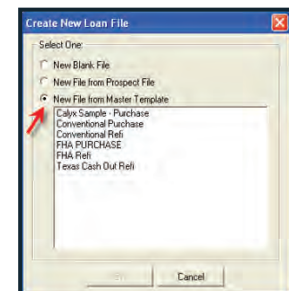 Create New Loan File
Select One:
New Blank File
New File from Prospect File
New File from Master Template
Calyx Sample - Purchase
Conventional Purchase
Conventional Refi
FHA PURCHASE
FHA Refi
Texas Cash Out Refi
Cancel